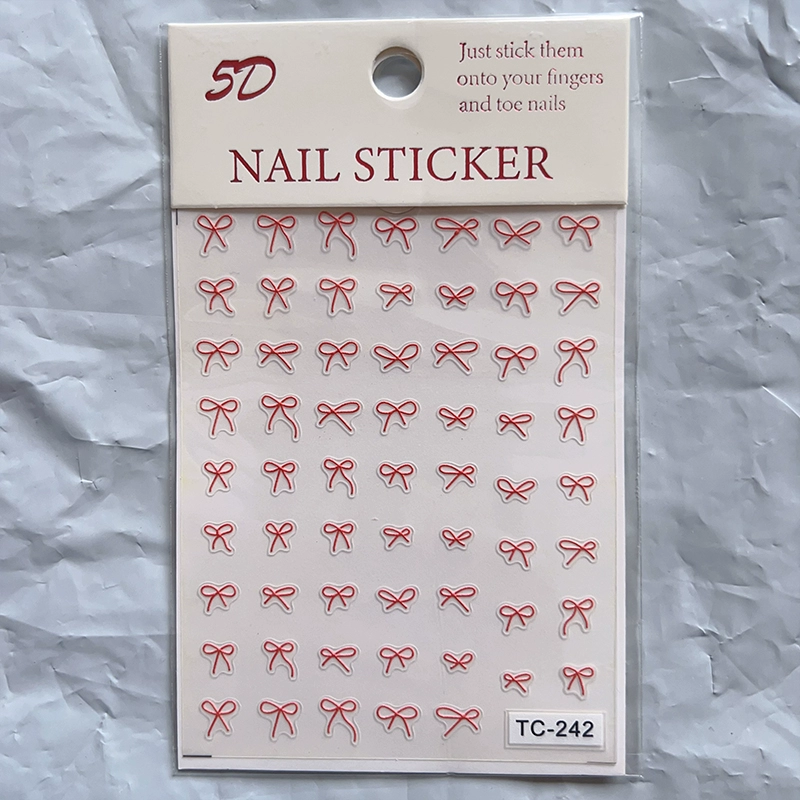 5D
Just stick them
onto your fingers
and toe nails
NAIL STICKER
TC-242